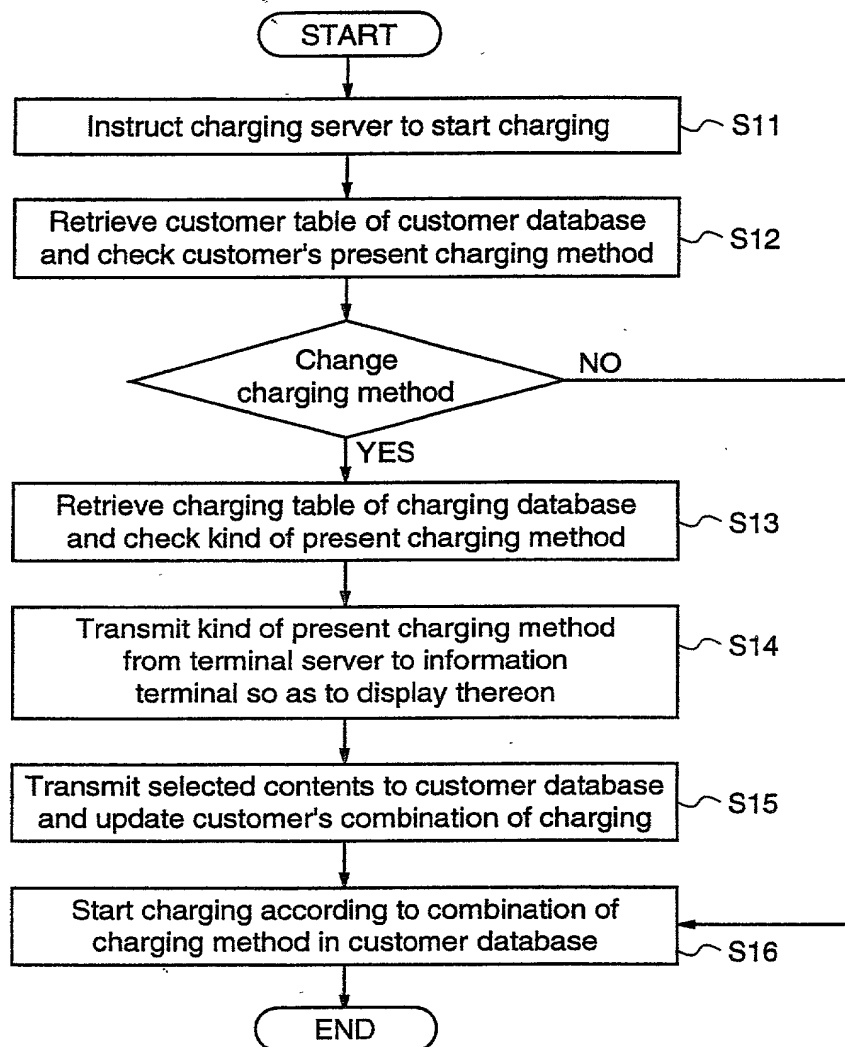 START
Instruct charging server to start charging
S11
Retrieve customer table of customer database
and check customer's present charging method
S12
Change
charging method
NO
YES
Retrieve charging table of charging database
and check kind of present charging method
S13
Transmit kind of present charging method
from terminal server to information
terminal so as to display thereon
S14
Transmit selected contents to customer database
and update customer's combination of charging
S15
Start charging according to combination of
charging method in customer database
S16
END